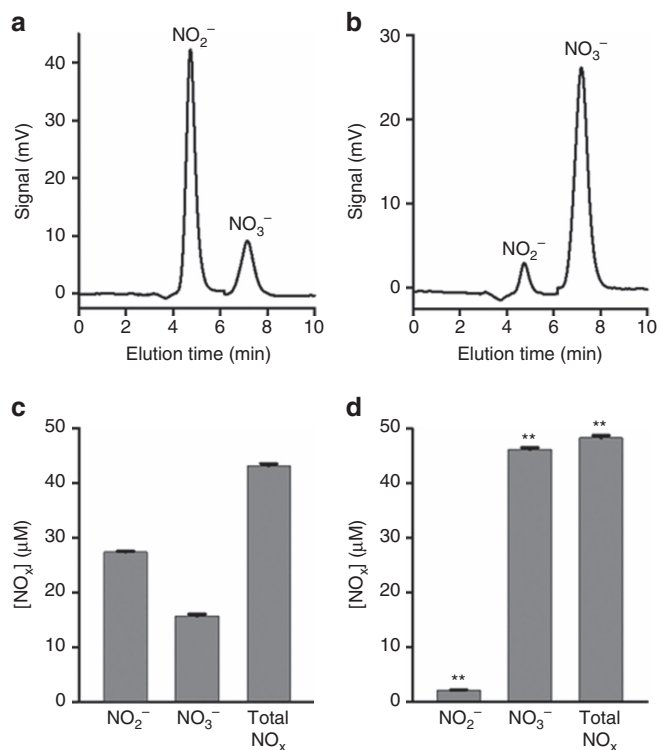 a
NO₂⁻
NO₃⁻
Signal (mV)
40
30
20
10
0
0 2 4 6 8 10
Elution time (min)
b
NO₃⁻
NO₂⁻
Signal (mV)
30
20
10
0
0 2 4 6 8 10
Elution time (min)
c
[NOₓ] (μM)
50
40
30
20
10
0
NO₂⁻ NO₃⁻ Total
NOₓ
d
[NOₓ] (μM)
50
40
30
20
10
0
**
**
**
NO₂⁻ NO₃⁻ Total
NOₓ